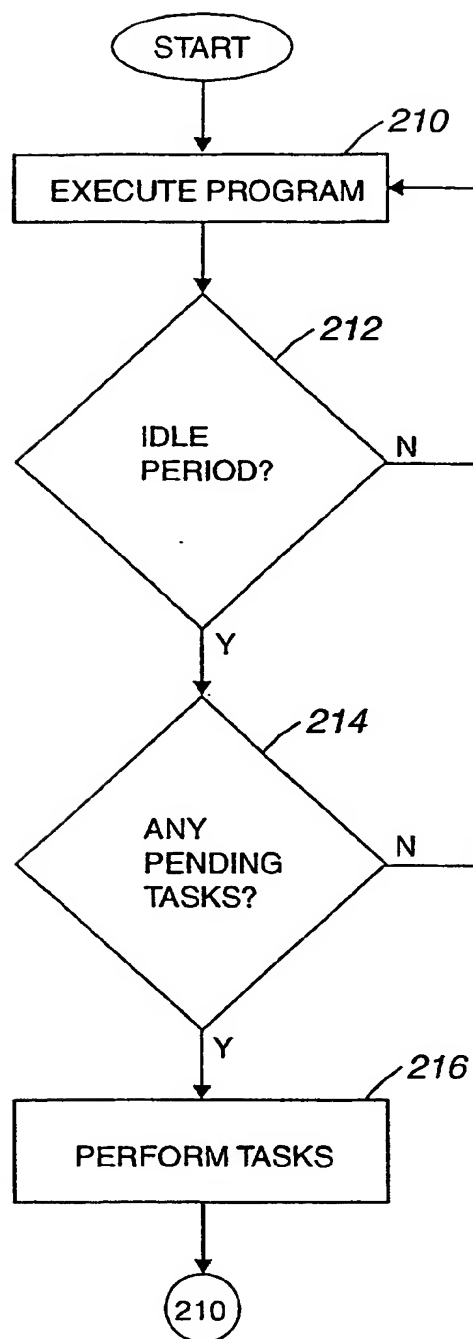 START
210
EXECUTE PROGRAM
212
IDLE
PERIOD?
N
Y
214
ANY
PENDING
TASKS?
N
Y
216
PERFORM TASKS
210